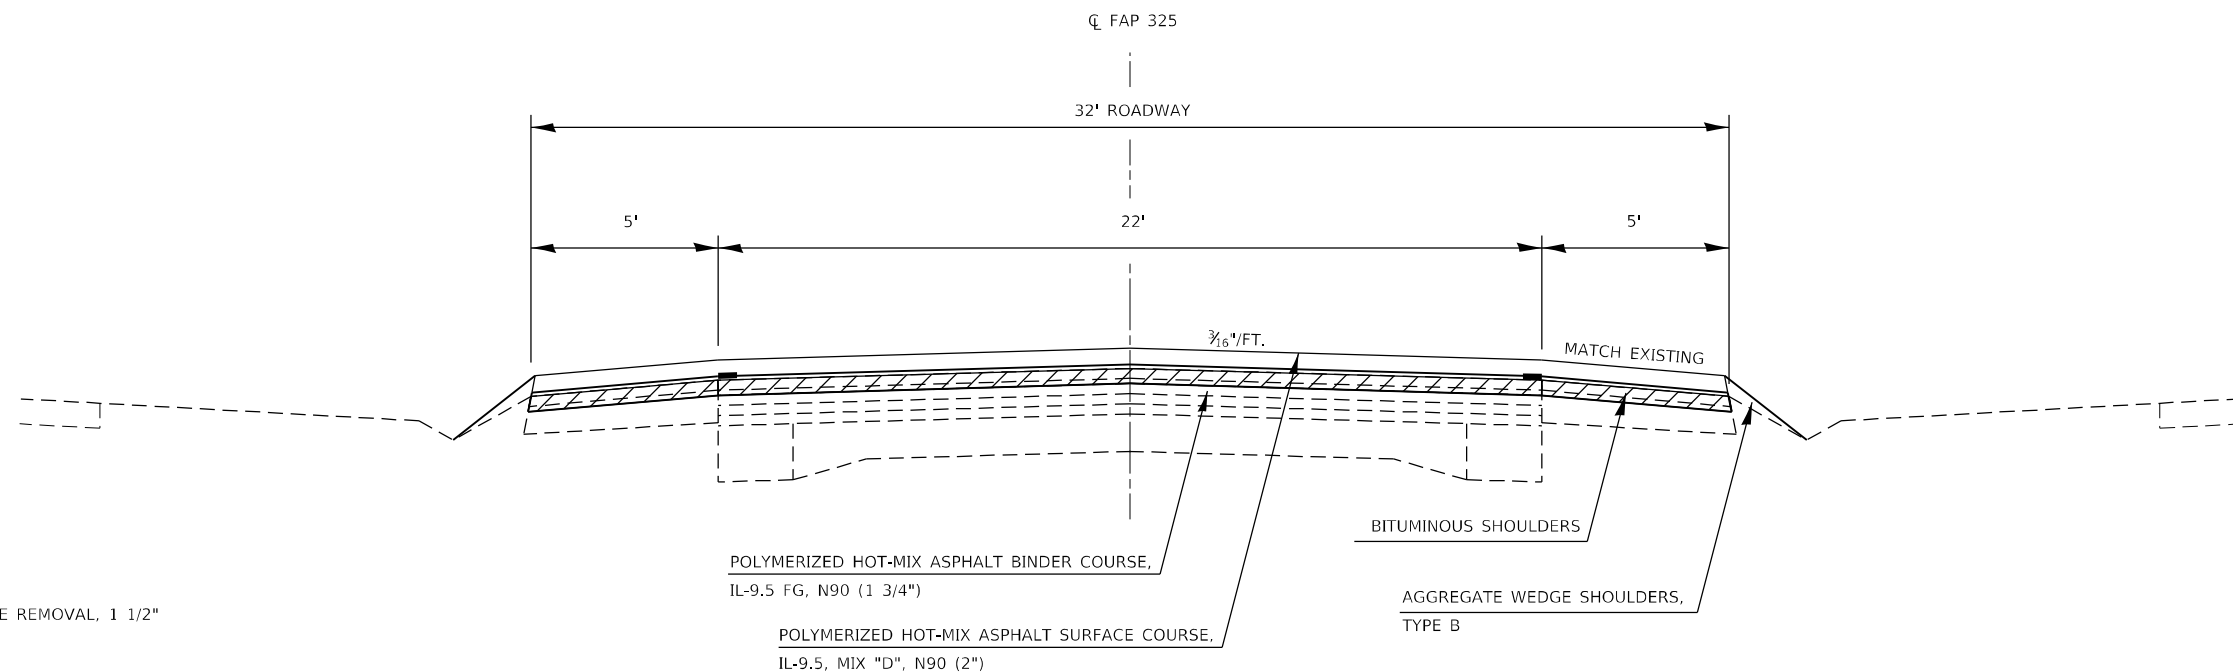 ℄ FAP 325
32' ROADWAY
5'
22'
5'
3/16"/FT.
MATCH EXISTING
BITUMINOUS SHOULDERS
POLYMERIZED HOT-MIX ASPHALT BINDER COURSE,
IL-9.5 FG, N90 (1 3/4")
AGGREGATE WEDGE SHOULDERS,
TYPE B
E REMOVAL, 1 1/2"
POLYMERIZED HOT-MIX ASPHALT SURFACE COURSE,
IL-9.5, MIX "D", N90 (2")